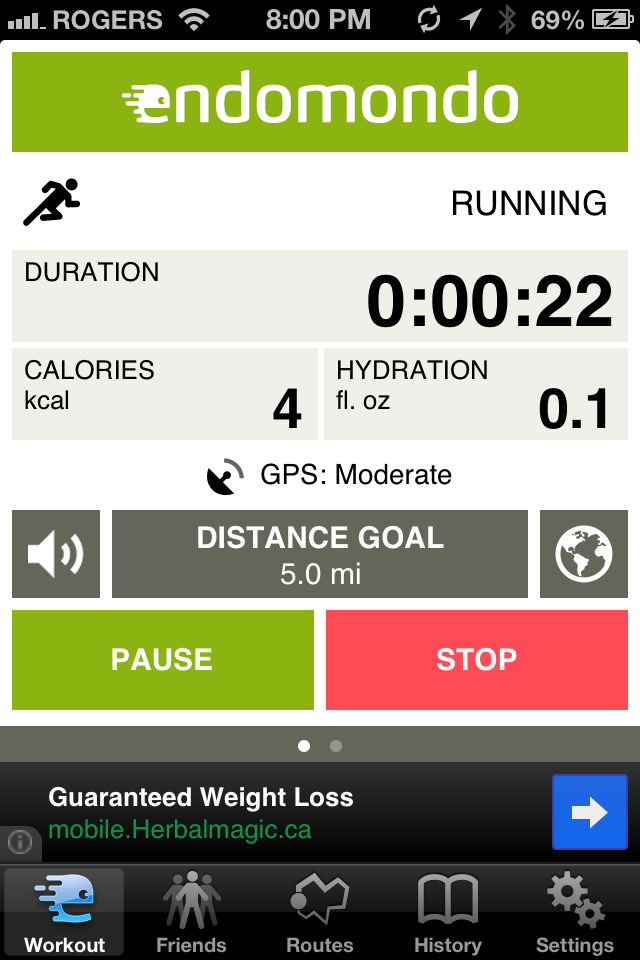 ROGERS 8:00 PM 69%
endomondo
RUNNING
DURATION
0:00:22
CALORIES
kcal
4
HYDRATION
fl. oz
0.1
GPS: Moderate
DISTANCE GOAL
5.0 mi
PAUSE
STOP
Guaranteed Weight Loss
mobile.Herbalmagic.ca
Workout Friends Routes History Settings